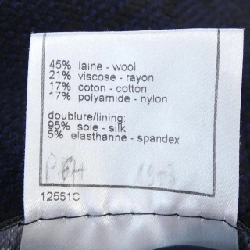 45% laine - wool
21% viscose - rayon
17% coton - cotton
17% polyamide - nylon
doublure/lining:
95% soie - silk
5% elasthanne - spandex